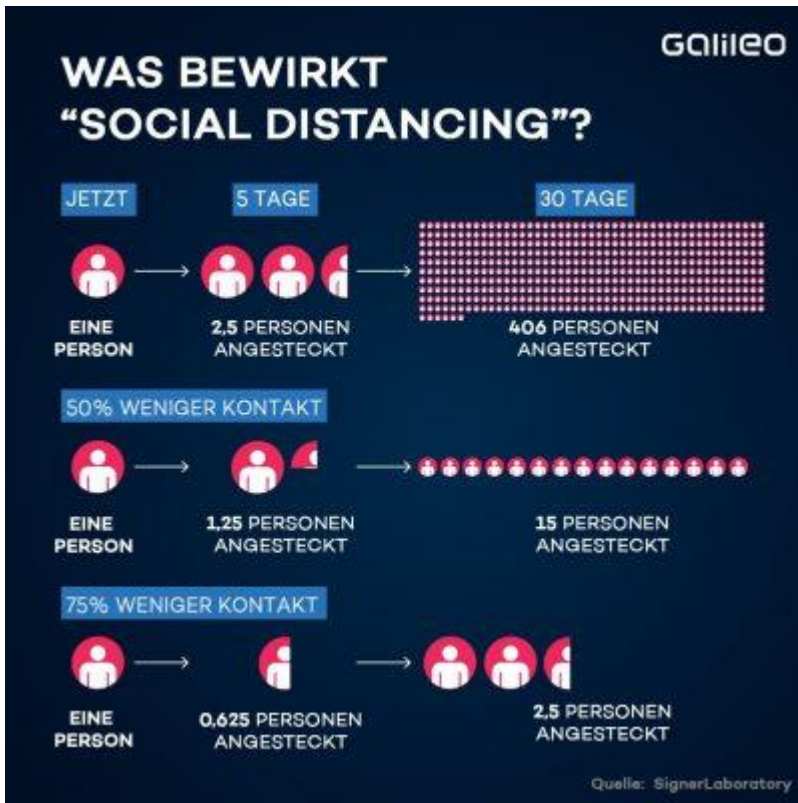 Galileo
WAS BEWIRKT
“SOCIAL DISTANCING”?
JETZT
5 TAGE
30 TAGE
EINE
PERSON
2,5 PERSONEN
ANGESTECKT
406 PERSONEN
ANGESTECKT
50% WENIGER KONTAKT
EINE
PERSON
1,25 PERSONEN
ANGESTECKT
15 PERSONEN
ANGESTECKT
75% WENIGER KONTAKT
EINE
PERSON
0,625 PERSONEN
ANGESTECKT
2,5 PERSONEN
ANGESTECKT
Quelle: SignerLaboratory